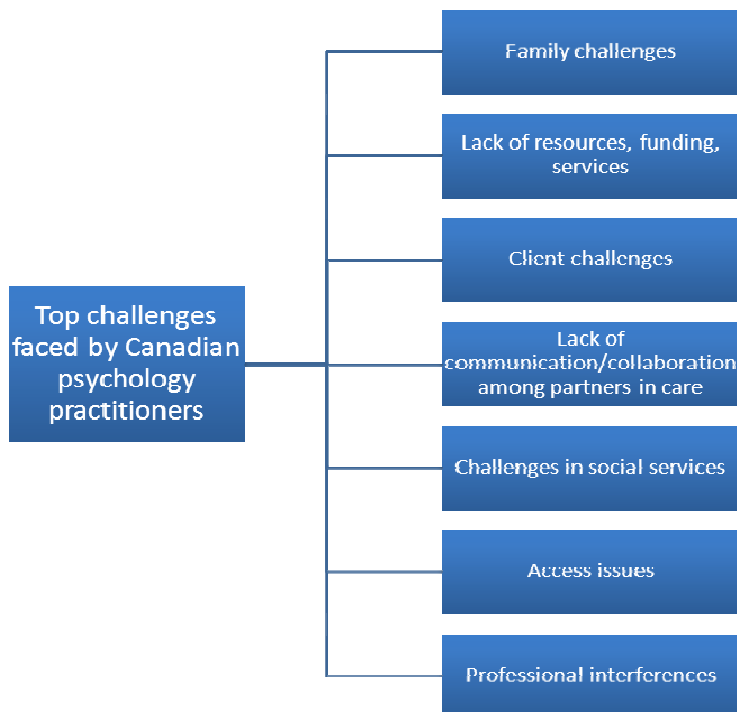 Top challenges
faced by Canadian
psychology
practitioners
Family challenges
Lack of resources, funding,
services
Client challenges
Lack of
communication/collaboration
among partners in care
Challenges in social services
Access issues
Professional interferences